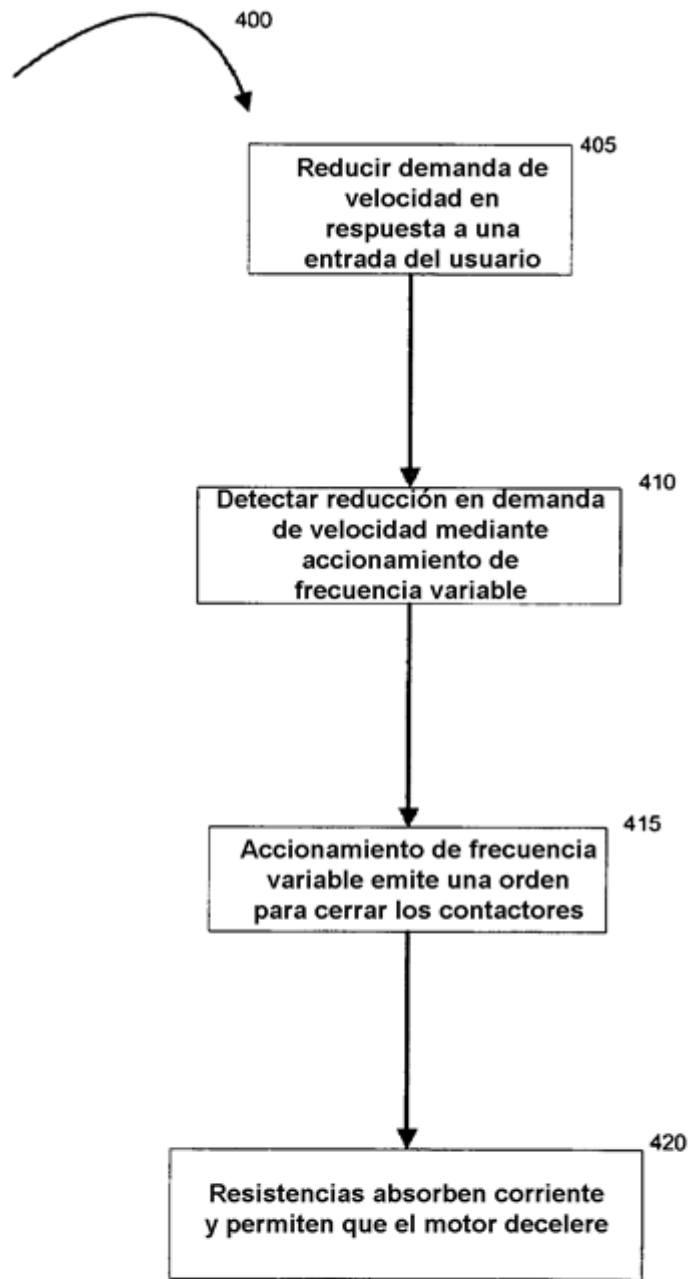 400
405
Reducir demanda de
velocidad en
respuesta a una
entrada del usuario
410
Detectar reducción en demanda
de velocidad mediante
accionamiento de
frecuencia variable
415
Accionamiento de frecuencia
variable emite una orden
para cerrar los contactores
420
Resistencias absorben corriente
y permiten que el motor decelere